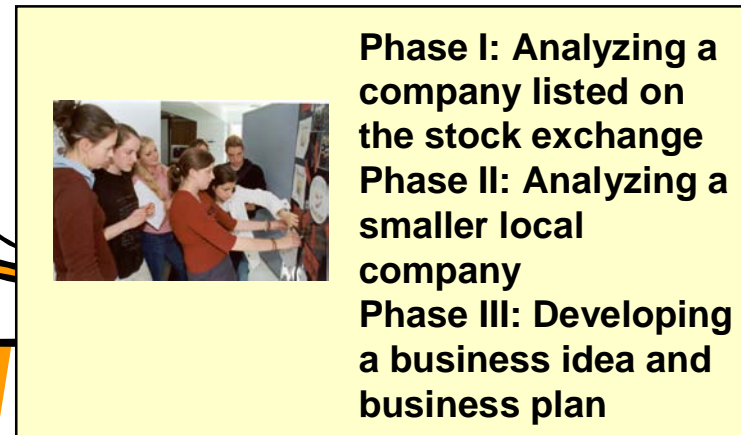 Phase I: Analyzing a
company listed on
the stock exchange
Phase II: Analyzing a
smaller local
company
Phase III: Developing
a business idea and
business plan